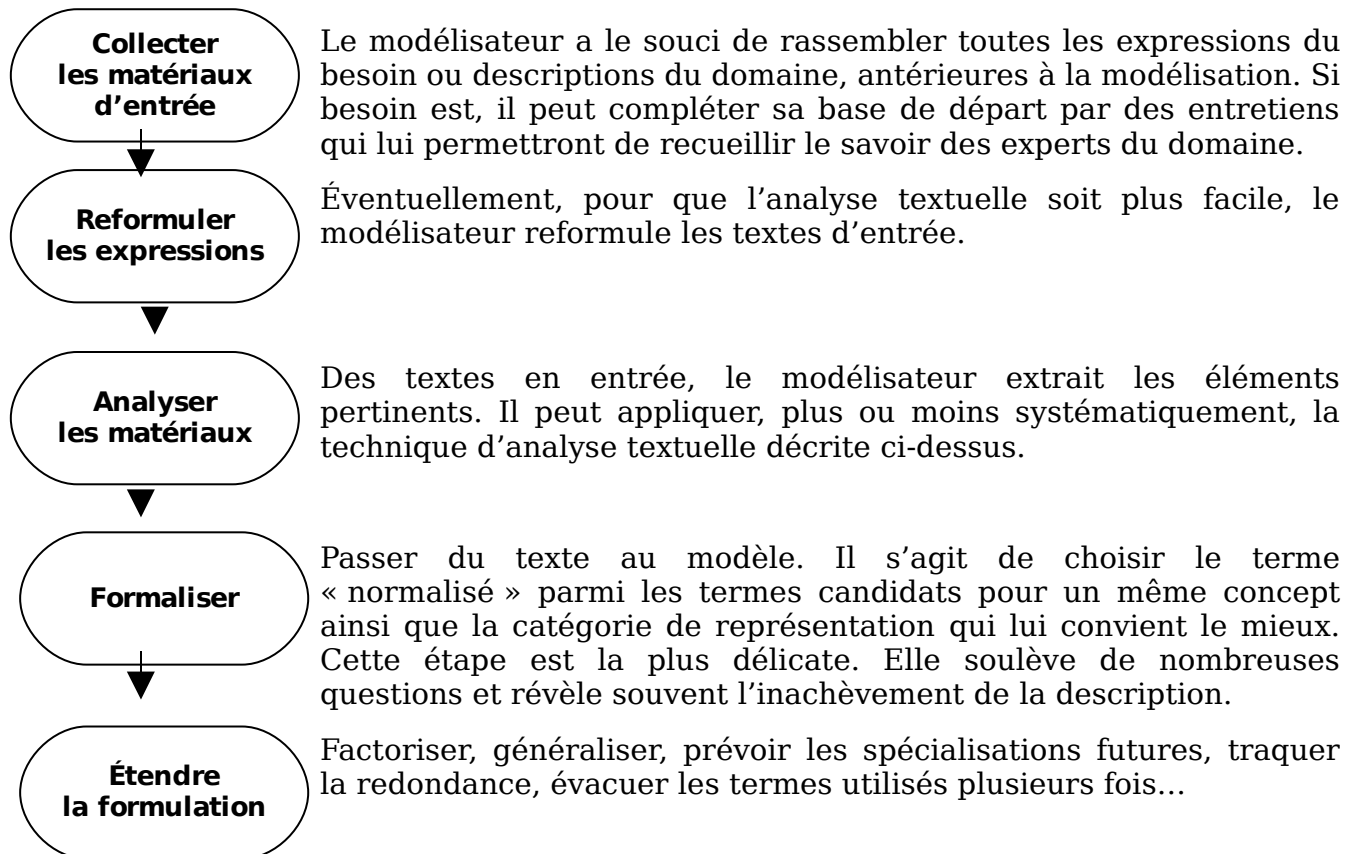 Collecter
les matériaux
d’entrée
Le modélisateur a le souci de rassembler toutes les expressions du
besoin ou descriptions du domaine, antérieures à la modélisation. Si
besoin est, il peut compléter sa base de départ par des entretiens
qui lui permettront de recueillir le savoir des experts du domaine.
Reformuler
les expressions
Éventuellement, pour que l’analyse textuelle soit plus facile, le
modélisateur reformule les textes d’entrée.
Analyser
les matériaux
Des textes en entrée, le modélisateur extrait les éléments
pertinents. Il peut appliquer, plus ou moins systématiquement, la
technique d’analyse textuelle décrite ci-dessus.
Formaliser
Passer du texte au modèle. Il s’agit de choisir le terme
« normalisé » parmi les termes candidats pour un même concept
ainsi que la catégorie de représentation qui lui convient le mieux.
Cette étape est la plus délicate. Elle soulève de nombreuses
questions et révèle souvent l’inachèvement de la description.
Étendre
la formulation
Factoriser, généraliser, prévoir les spécialisations futures, traquer
la redondance, évacuer les termes utilisés plusieurs fois…